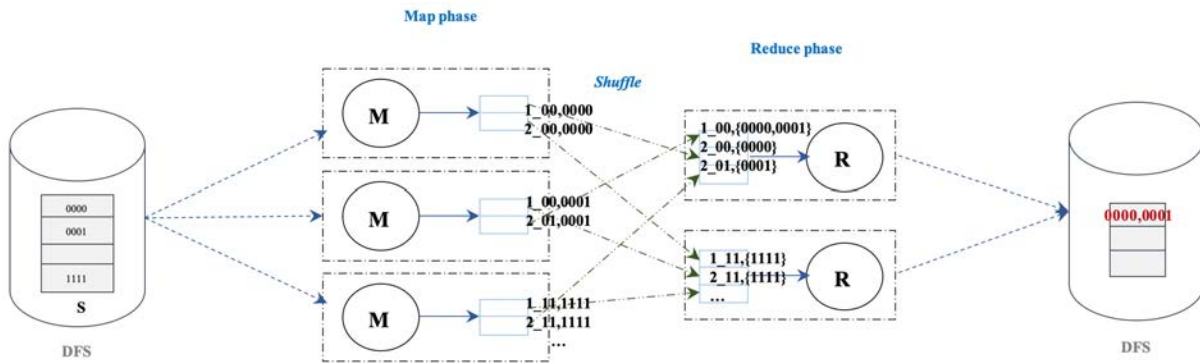 Map phase
Reduce phase
Shuffle
0000
0001
1111
S
DFS
M
1_00,0000
2_00,0000
M
1_00,0001
2_01,0001
M
1_11,1111
2_11,1111
...
1_00,{0000,0001}
2_00,{0000}
2_01,{0001}
R
1_11,{1111}
2_11,{1111}
...
R
0000,0001
DFS